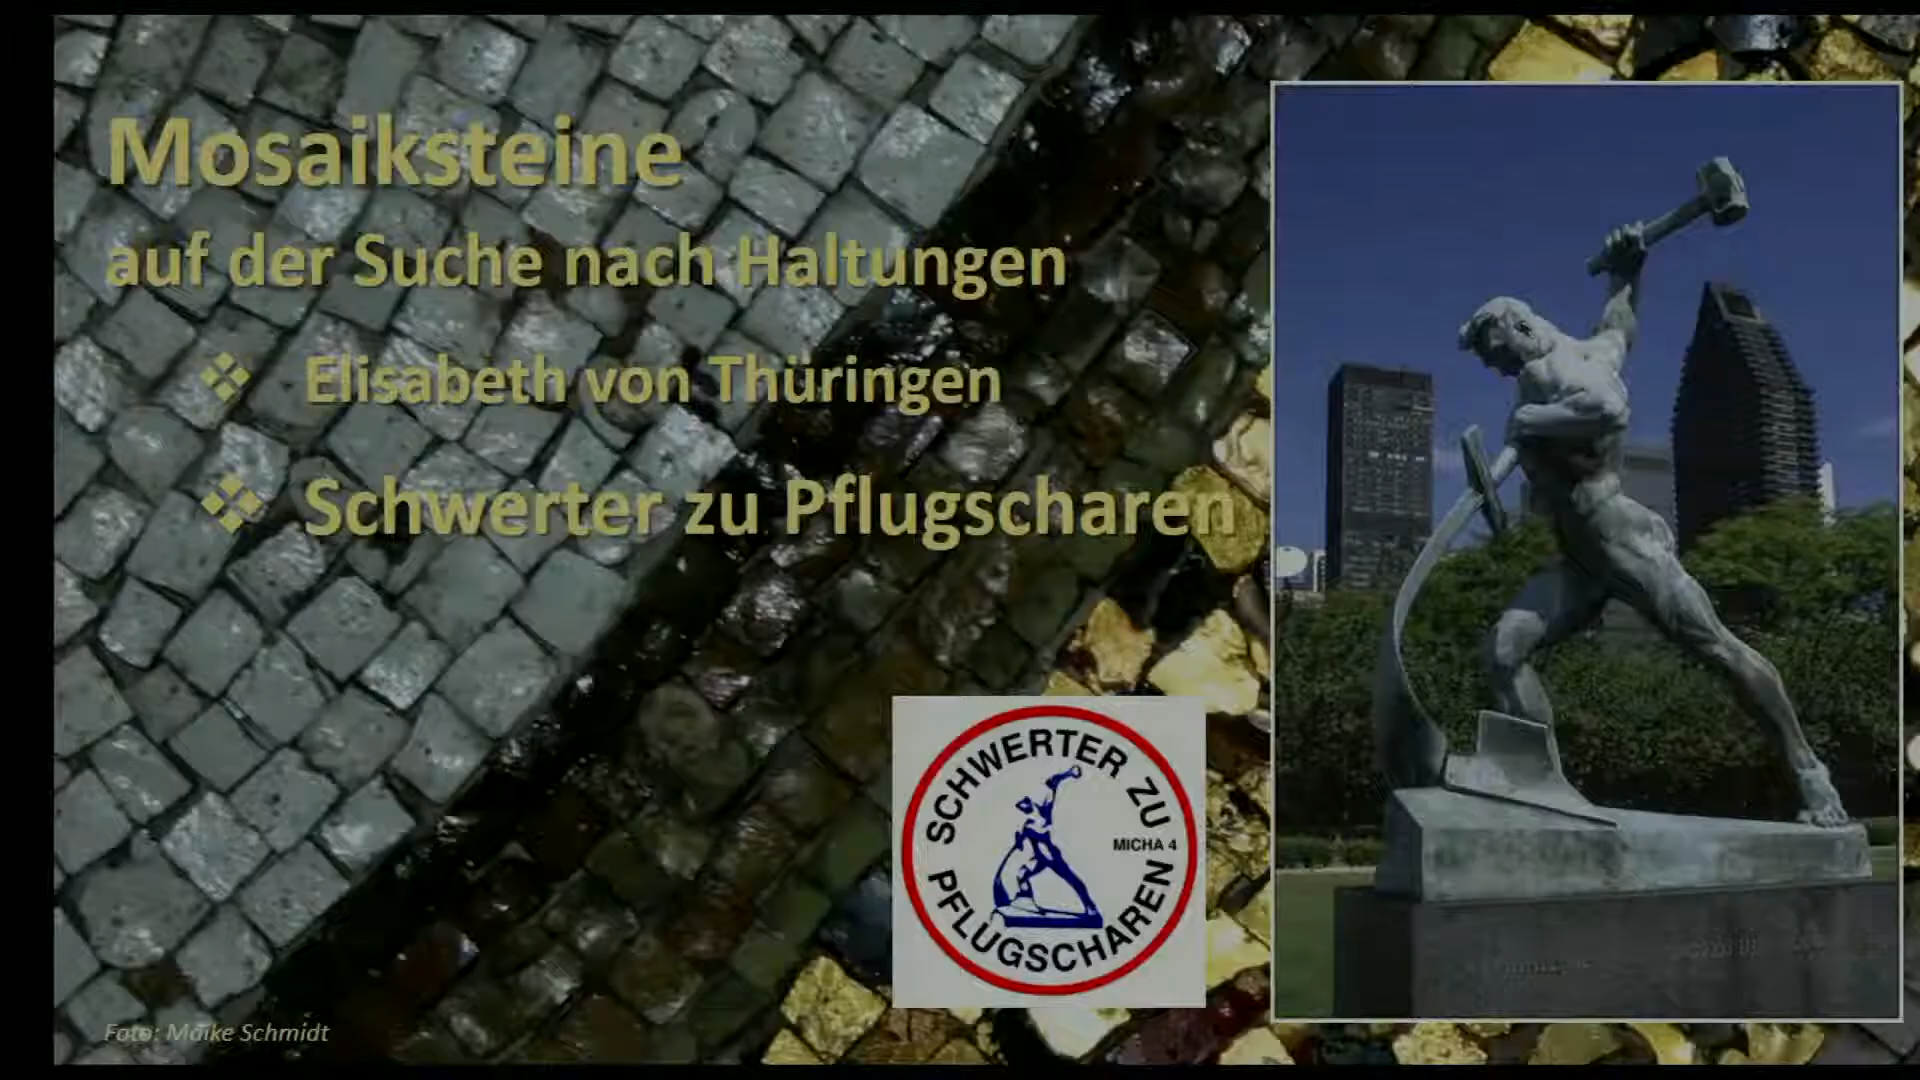 Mosaiksteine
auf der Suche nach Haltungen
Elisabeth von Thüringen
Schwerter zu Pflugscharen
SCHWERTER ZU
MICHA 4
PFLUGSCHAREN
Foto: Maike Schmidt